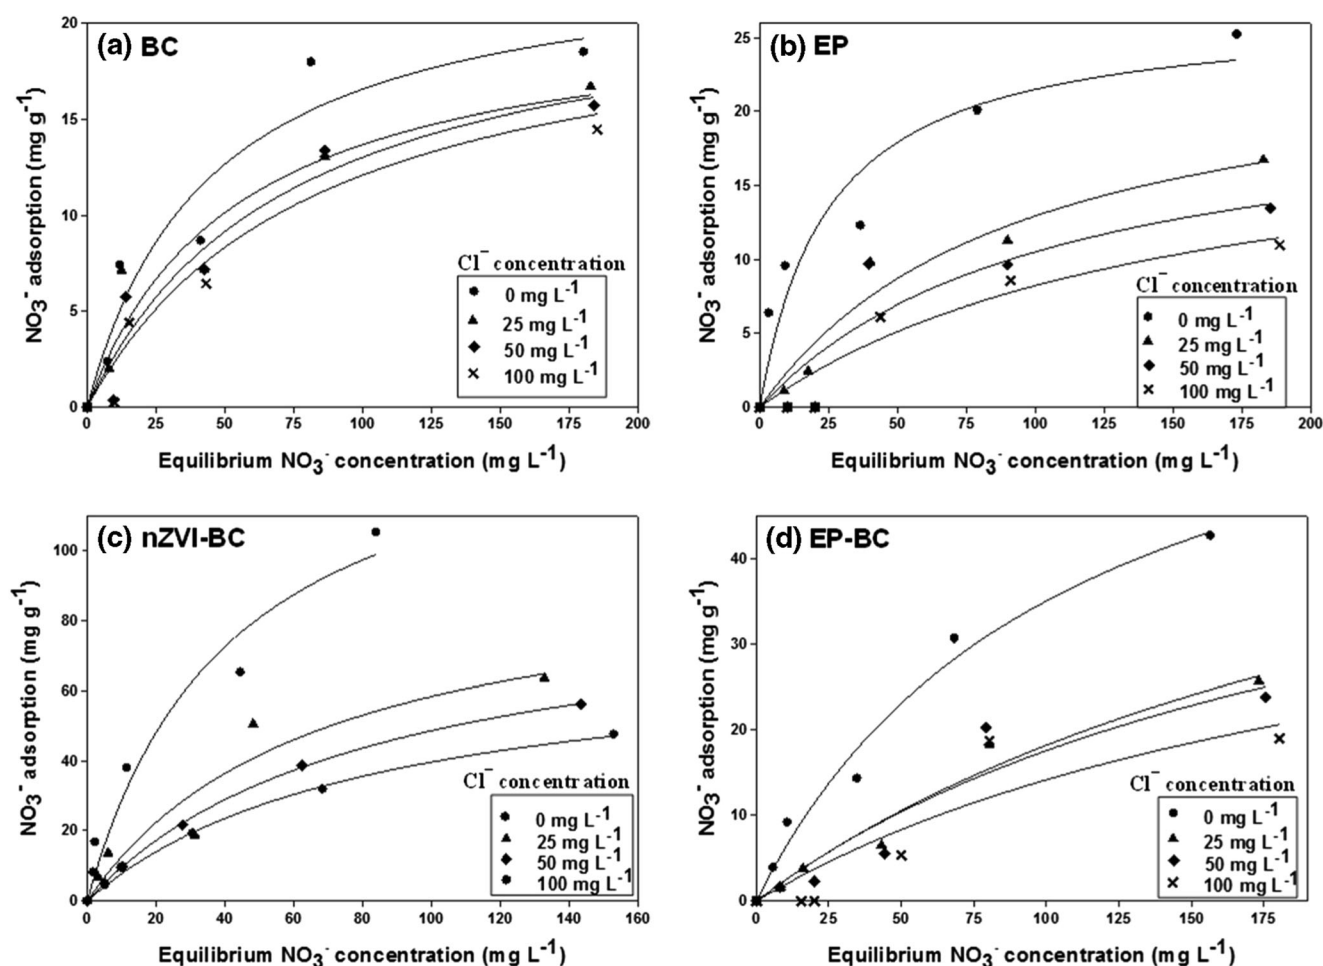 (a) BC
NO₃⁻ adsorption (mg g⁻¹)
20
15
10
5
0
0 25 50 75 100 125 150 175 200
Equilibrium NO₃⁻ concentration (mg L⁻¹)
Cl⁻ concentration
0 mg L⁻¹
25 mg L⁻¹
50 mg L⁻¹
100 mg L⁻¹
(b) EP
NO₃⁻ adsorption (mg g⁻¹)
25
20
15
10
5
0
0 25 50 75 100 125 150 175 200
Equilibrium NO₃⁻ concentration (mg L⁻¹)
Cl⁻ concentration
0 mg L⁻¹
25 mg L⁻¹
50 mg L⁻¹
100 mg L⁻¹
(c) nZVI-BC
NO₃⁻ adsorption (mg g⁻¹)
100
80
60
40
20
0
0 20 40 60 80 100 120 140 160
Equilibrium NO₃⁻ concentration (mg L⁻¹)
Cl⁻ concentration
0 mg L⁻¹
25 mg L⁻¹
50 mg L⁻¹
100 mg L⁻¹
(d) EP-BC
NO₃⁻ adsorption (mg g⁻¹)
40
30
20
10
0
0 25 50 75 100 125 150 175
Equilibrium NO₃⁻ concentration (mg L⁻¹)
Cl⁻ concentration
0 mg L⁻¹
25 mg L⁻¹
50 mg L⁻¹
100 mg L⁻¹